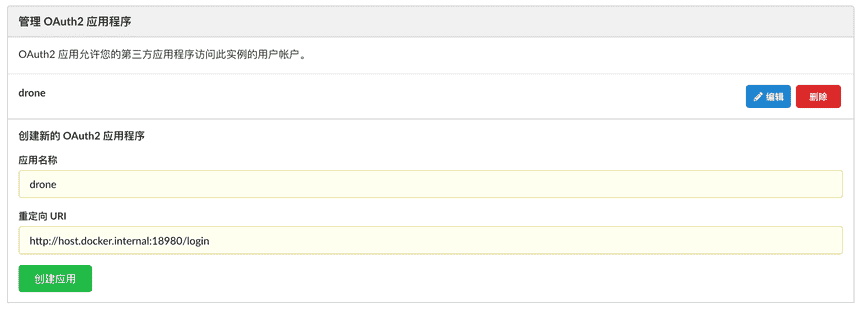 管理 OAuth2 应用程序
OAuth2 应用允许您的第三方应用程序访问此实例的用户帐户。
drone
编辑
删除
创建新的 OAuth2 应用程序
应用名称
drone
重定向 URI
http://host.docker.internal:18980/login
创建应用